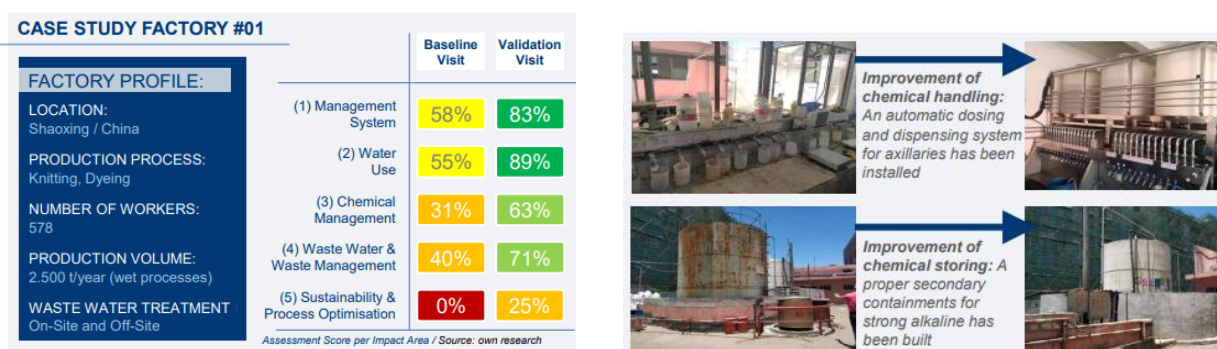 CASE STUDY FACTORY #01
FACTORY PROFILE:
LOCATION:
Shaoxing / China
PRODUCTION PROCESS:
Knitting, Dyeing
NUMBER OF WORKERS:
578
PRODUCTION VOLUME:
2.500 t/year (wet processes)
WASTE WATER TREATMENT
On-Site and Off-Site
Baseline Visit
Validation Visit
(1) Management
System
58%
83%
(2) Water
Use
55%
89%
(3) Chemical
Management
31%
63%
(4) Waste Water &
Waste Management
40%
71%
(5) Sustainability &
Process Optimisation
0%
25%
Assessment Score per Impact Area / Source: own research
Improvement of
chemical handling:
An automatic dosing
and dispensing system
for axillaries has been
installed
Improvement of
chemical storing: A
proper secondary
containments for
strong alkaline has
been built